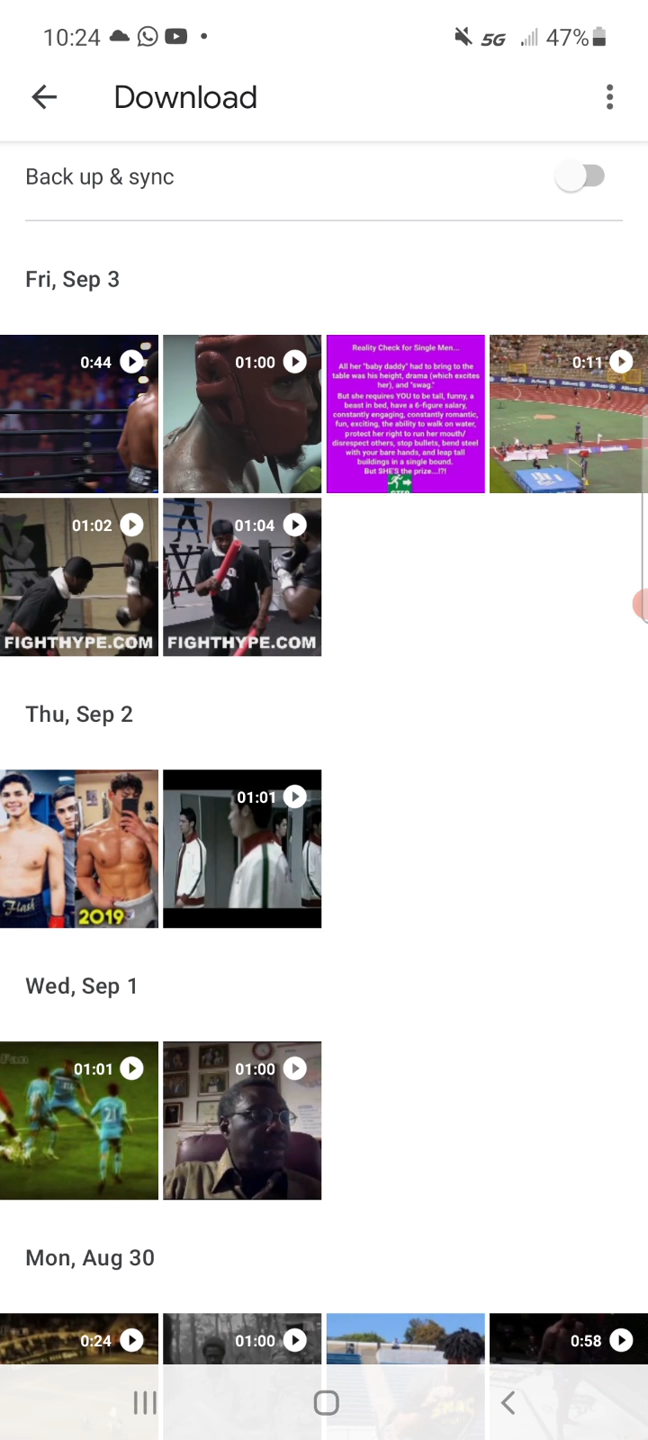 10:24
5G
47%
Download
Back up & sync
Fri, Sep 3
0:44
01:00
Reality Check for Single Men...
All her "baby daddy" had to bring to the
table was his height, drama (which excites
her), and "swag."
But she requires YOU to be tall, funny, a
beast in bed, have a 6-figure salary,
constantly engaging, constantly romantic,
fun, exciting, the ability to walk on water,
protect her right to run her mouth/
disrespect others, stop bullets, bend steel
with your bare hands, and leap tall
buildings in a single bound.
But SHE'S the prize...!?!
0:11
01:02
FIGHTHYPE.COM
01:04
FIGHTHYPE.COM
Thu, Sep 2
Flash
2019
01:01
Wed, Sep 1
Fan
01:01
21
01:00
Mon, Aug 30
0:24
01:00
0:58